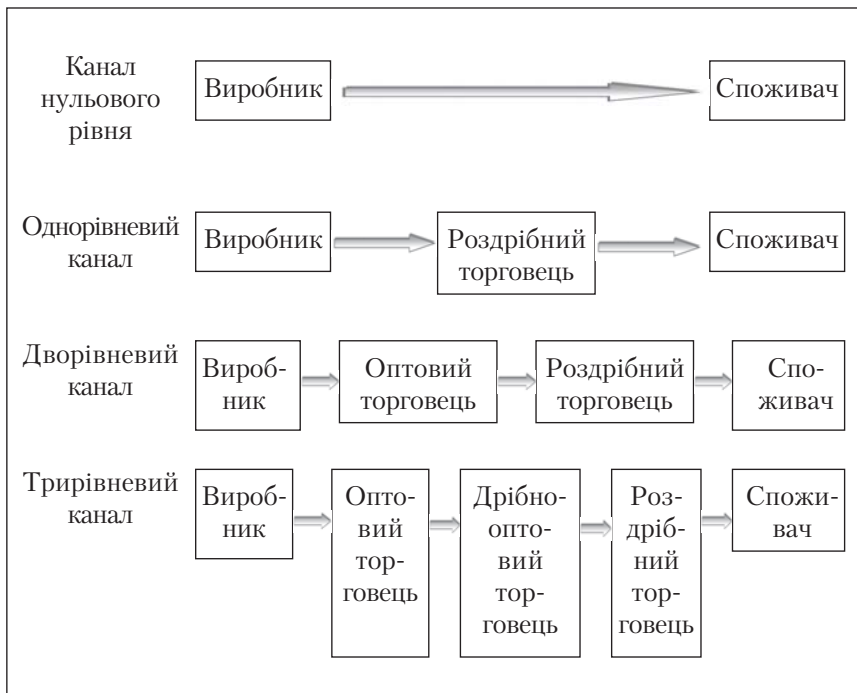 Канал
нульового
рівня
Виробник
Споживач
Однорівневий
канал
Виробник
Роздрібний
торговець
Споживач
Дворівневий
канал
Вироб-
ник
Оптовий
торговець
Роздрібний
торговець
Спо-
живач
Трирівневий
канал
Вироб-
ник
Опто-
вий
тор-
говець
Дрібно-
опто-
вий
тор-
говець
Роз-
дріб-
ний
тор-
говець
Спожи-
вач